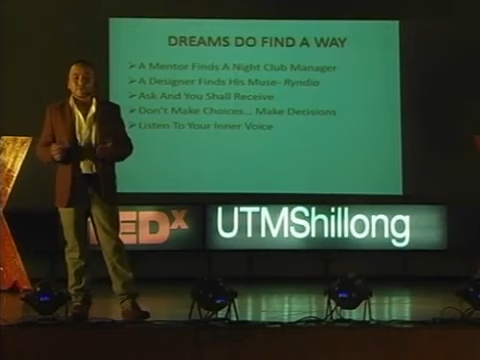 DREAMS DO FIND A WAY
➢A Mentor Finds A Night Club Manager
➢A Designer Finds His Muse- Ryndio
➢Ask And You Shall Receive
➢Don't Make Choices... Make Decisions
➢Listen To Your Inner Voice
TEDx UTMShillong